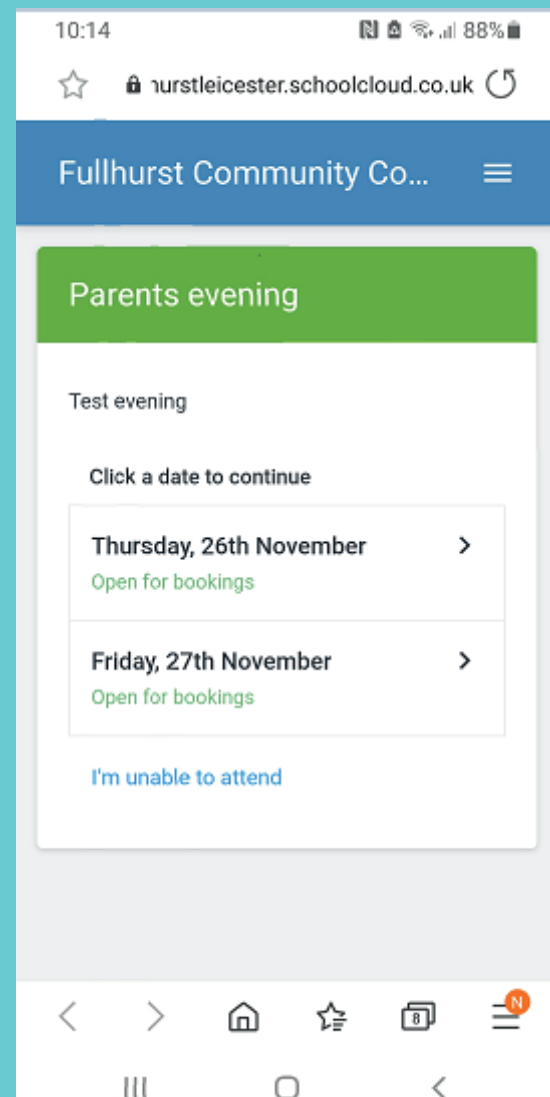 10:14 88%
hurstleicester.schoolcloud.co.uk
Fullhurst Community Co...
Parents evening
Test evening
Click a date to continue
Thursday, 26th November
Open for bookings
Friday, 27th November
Open for bookings
I'm unable to attend
8 N